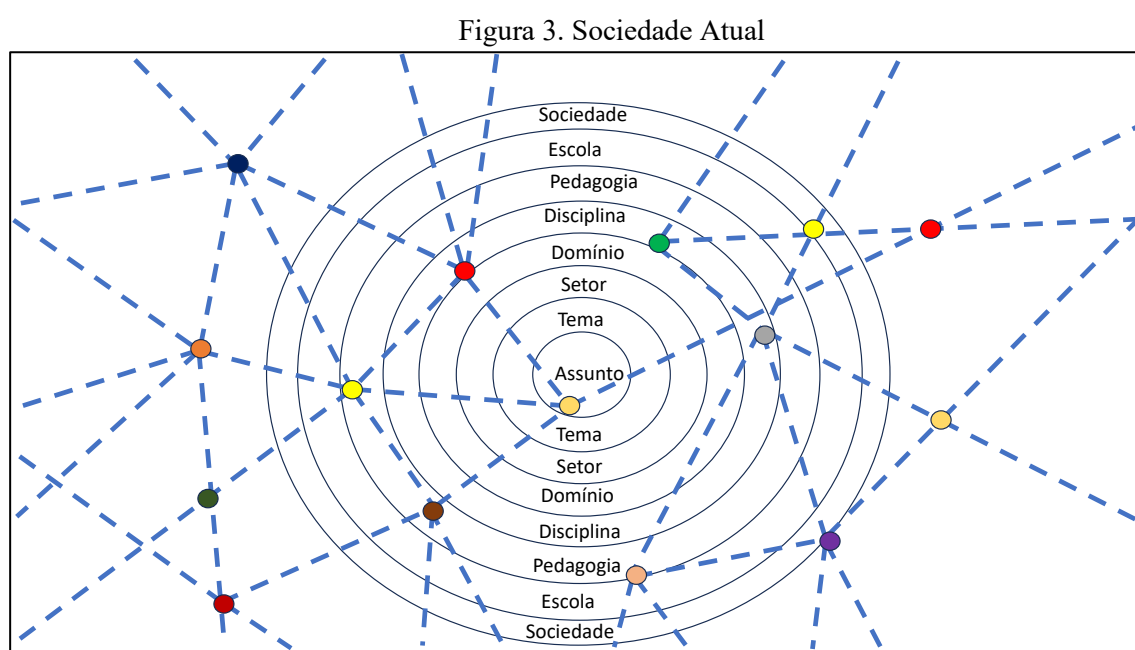 Figura 3. Sociedade Atual
Sociedade
Escola
Pedagogia
Disciplina
Domínio
Setor
Tema
Assunto
Tema
Setor
Domínio
Disciplina
Pedagogia
Escola
Sociedade